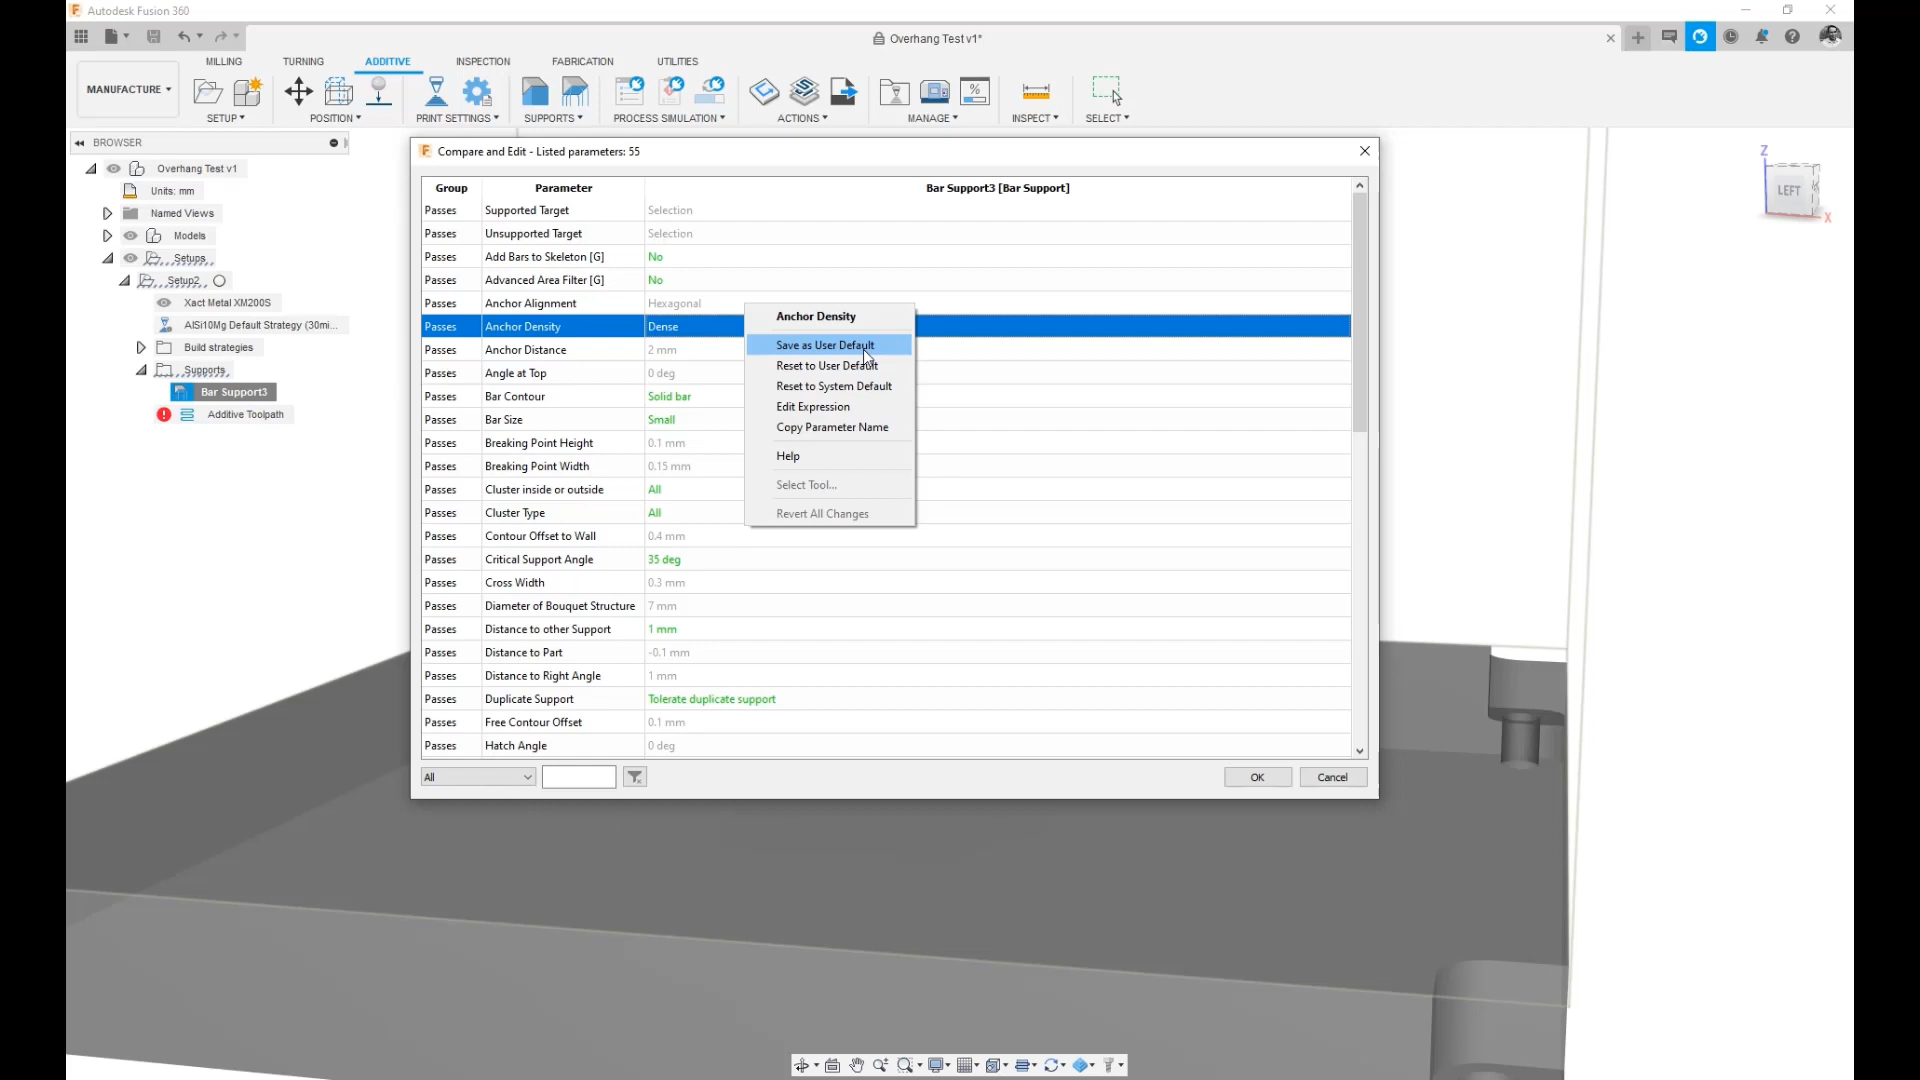 Autodesk Fusion 360
Overhang Test v1*
MILLING
TURNING
ADDITIVE
INSPECTION
FABRICATION
UTILITIES
MANUFACTURE
SETUP
POSITION
PRINT SETTINGS
SUPPORTS
PROCESS SIMULATION
ACTIONS
MANAGE
INSPECT
SELECT
BROWSER
Overhang Test v1
Units: mm
Named Views
Models
Setups
Setup2
Xact Metal XM200S
AlSi10Mg Default Strategy (30mi...
Build strategies
Supports
Bar Support3
Additive Toolpath
Compare and Edit - Listed parameters: 55
Group Parameter Bar Support3 [Bar Support]
Passes Supported Target Selection
Passes Unsupported Target Selection
Passes Add Bars to Skeleton [G] No
Passes Advanced Area Filter [G] No
Passes Anchor Alignment Hexagonal
Passes Anchor Density Dense
Passes Anchor Distance 2 mm
Passes Angle at Top 0 deg
Passes Bar Contour Solid bar
Passes Bar Size Small
Passes Breaking Point Height 0.1 mm
Passes Breaking Point Width 0.15 mm
Passes Cluster inside or outside All
Passes Cluster Type All
Passes Contour Offset to Wall 0.4 mm
Passes Critical Support Angle 35 deg
Passes Cross Width 0.3 mm
Passes Diameter of Bouquet Structure 7 mm
Passes Distance to other Support 1 mm
Passes Distance to Part -0.1 mm
Passes Distance to Right Angle 1 mm
Passes Duplicate Support Tolerate duplicate support
Passes Free Contour Offset 0.1 mm
Passes Hatch Angle 0 deg
Anchor Density
Save as User Default
Reset to User Default
Reset to System Default
Edit Expression
Copy Parameter Name
Help
Select Tool...
Revert All Changes
All
OK
Cancel
Z
LEFT
X